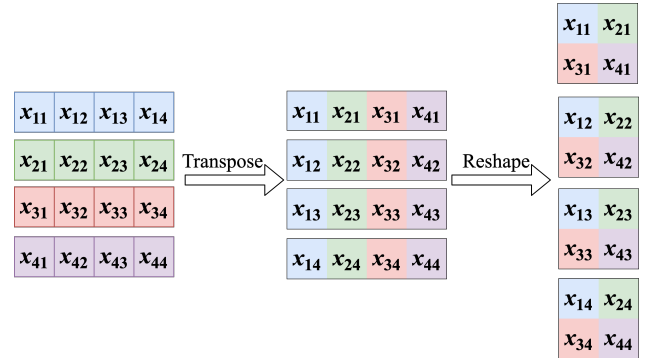 x11 x12 x13 x14
x21 x22 x23 x24
x31 x32 x33 x34
x41 x42 x43 x44
Transpose
x11 x21 x31 x41
x12 x22 x32 x42
x13 x23 x33 x43
x14 x24 x34 x44
Reshape
x11 x21
x31 x41
x12 x22
x32 x42
x13 x23
x33 x43
x14 x24
x34 x44